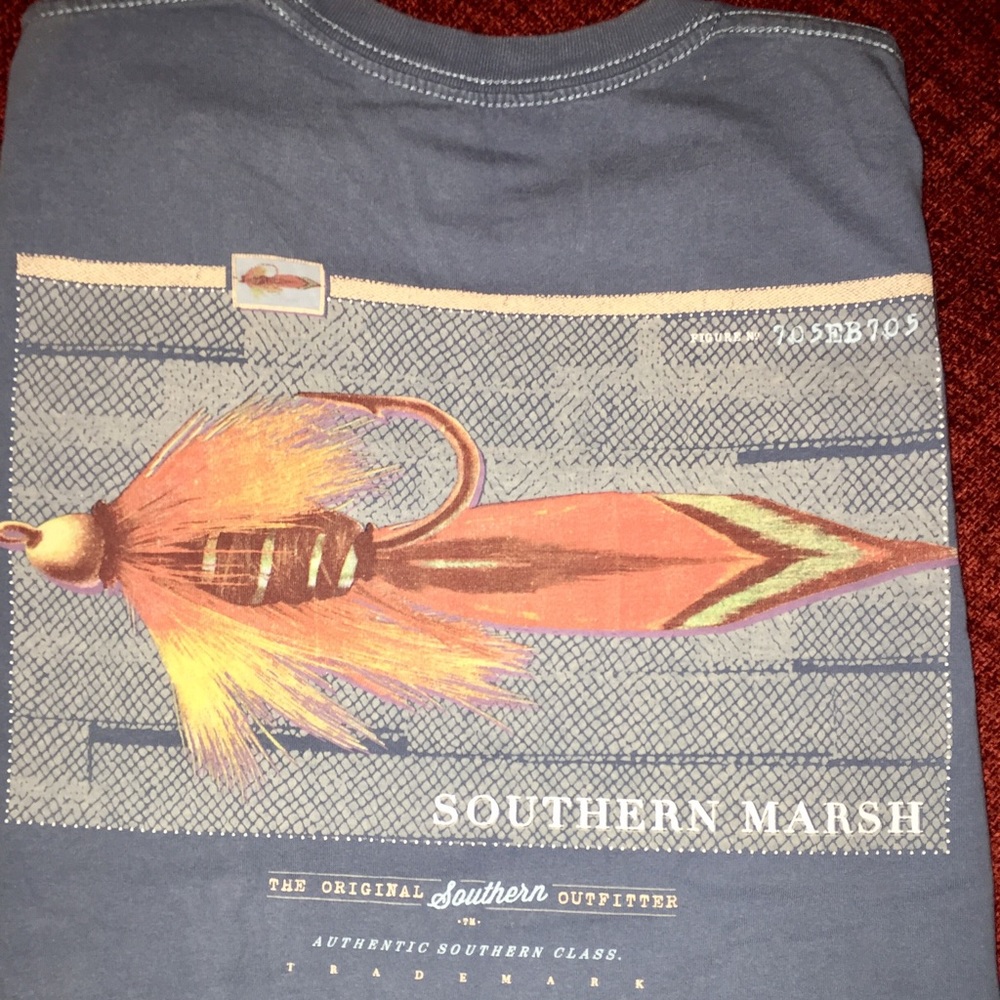 FIGURE Nº 705EB705
SOUTHERN MARSH
THE ORIGINAL Southern OUTFITTER
·TM·
AUTHENTIC SOUTHERN CLASS.
TRADEMARK